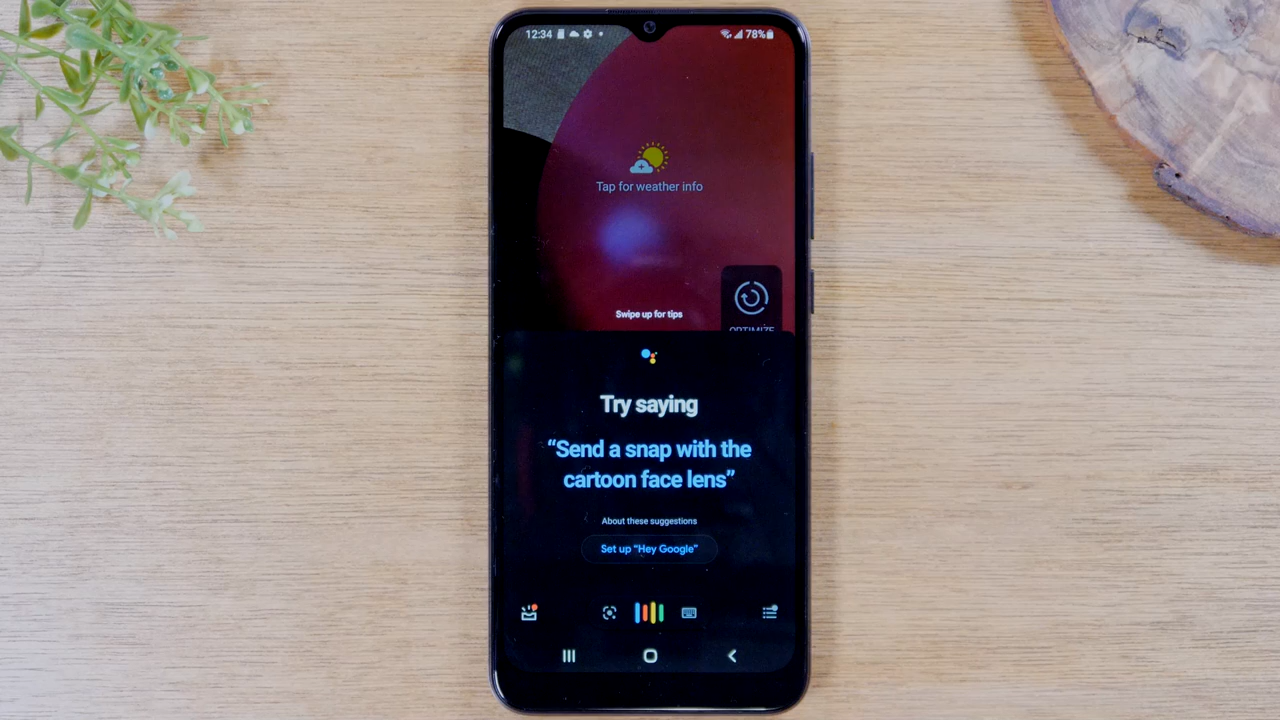 12:34 78%
Tap for weather info
Swipe up for tips
OPTIMIZE
Try saying
“Send a snap with the
cartoon face lens”
About these suggestions
Set up “Hey Google”